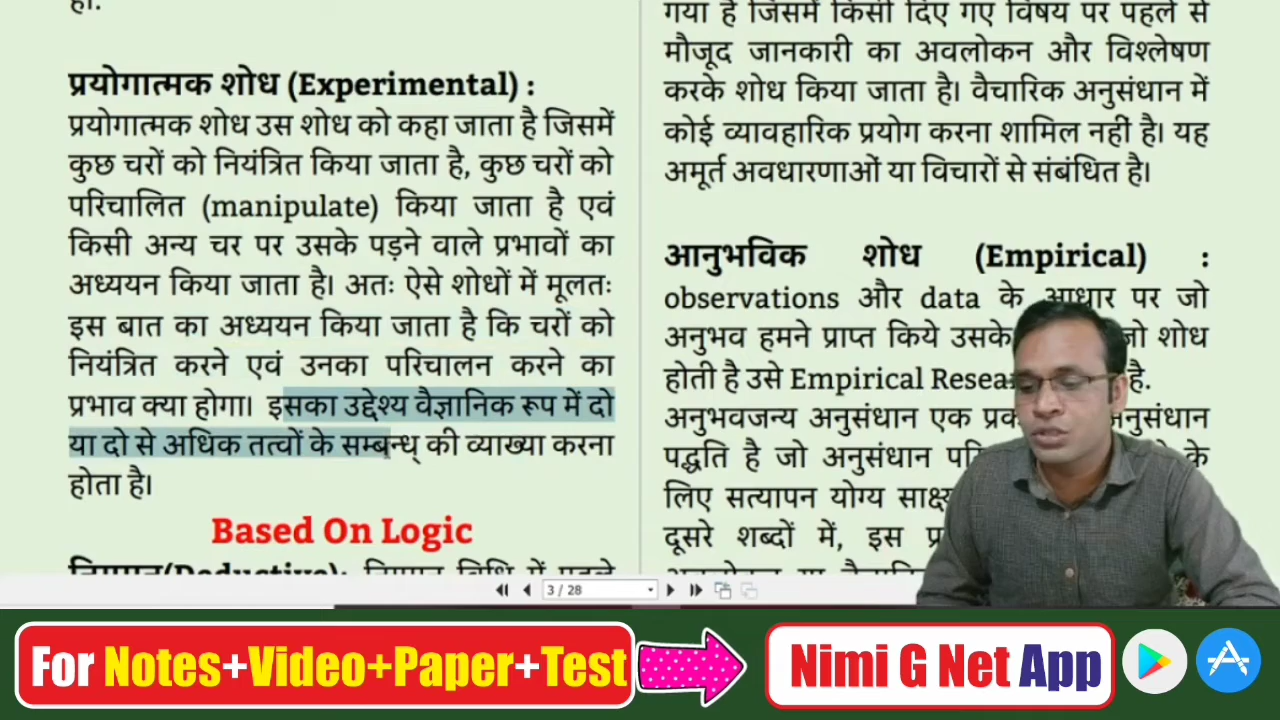 हा.
प्रयोगात्मक शोध (Experimental) :
प्रयोगात्मक शोध उस शोध को कहा जाता है जिसमें
कुछ चरों को नियंत्रित किया जाता है, कुछ चरों को
परिचालित (manipulate) किया जाता है एवं
किसी अन्य चर पर उसके पड़ने वाले प्रभावों का
अध्ययन किया जाता है। अतः ऐसे शोधों में मूलतः
इस बात का अध्ययन किया जाता है कि चरों को
नियंत्रित करने एवं उनका परिचालन करने का
प्रभाव क्या होगा। इसका उद्देश्य वैज्ञानिक रूप में दो
या दो से अधिक तत्वों के सम्बन्ध् की व्याख्या करना
होता है।
Based On Logic
निगमन(Deductive): निगमन विधि में पहले
गया है जिसमें किसी दिए गए विषय पर पहले से
मौजूद जानकारी का अवलोकन और विश्लेषण
करके शोध किया जाता है। वैचारिक अनुसंधान में
कोई व्यावहारिक प्रयोग करना शामिल नहीं है। यह
अमूर्त अवधारणाओं या विचारों से संबंधित है।
आनुभविक शोध (Empirical) :
observations और data के आधार पर जो
अनुभव हमने प्राप्त किये उसके जो शोध
होती है उसे Empirical है.
अनुभवजन्य अनुसंधान एक अनुसंधान
पद्धति है जो अनुसंधान के
लिए सत्यापन योग्य
दूसरे शब्दों में, इस
3 / 28
For Notes+Video+Paper+Test
Nimi G Net App